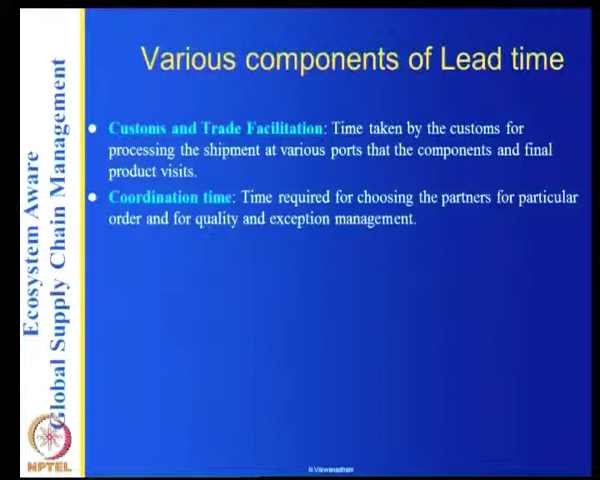 Various components of Lead time
Customs and Trade Facilitation: Time taken by the customs for
processing the shipment at various ports that the components and final
product visits.
Coordination time: Time required for choosing the partners for particular
order and for quality and exception management.
Ecosystem Aware
Global Supply Chain Management
NPTEL
N.Viswanadham